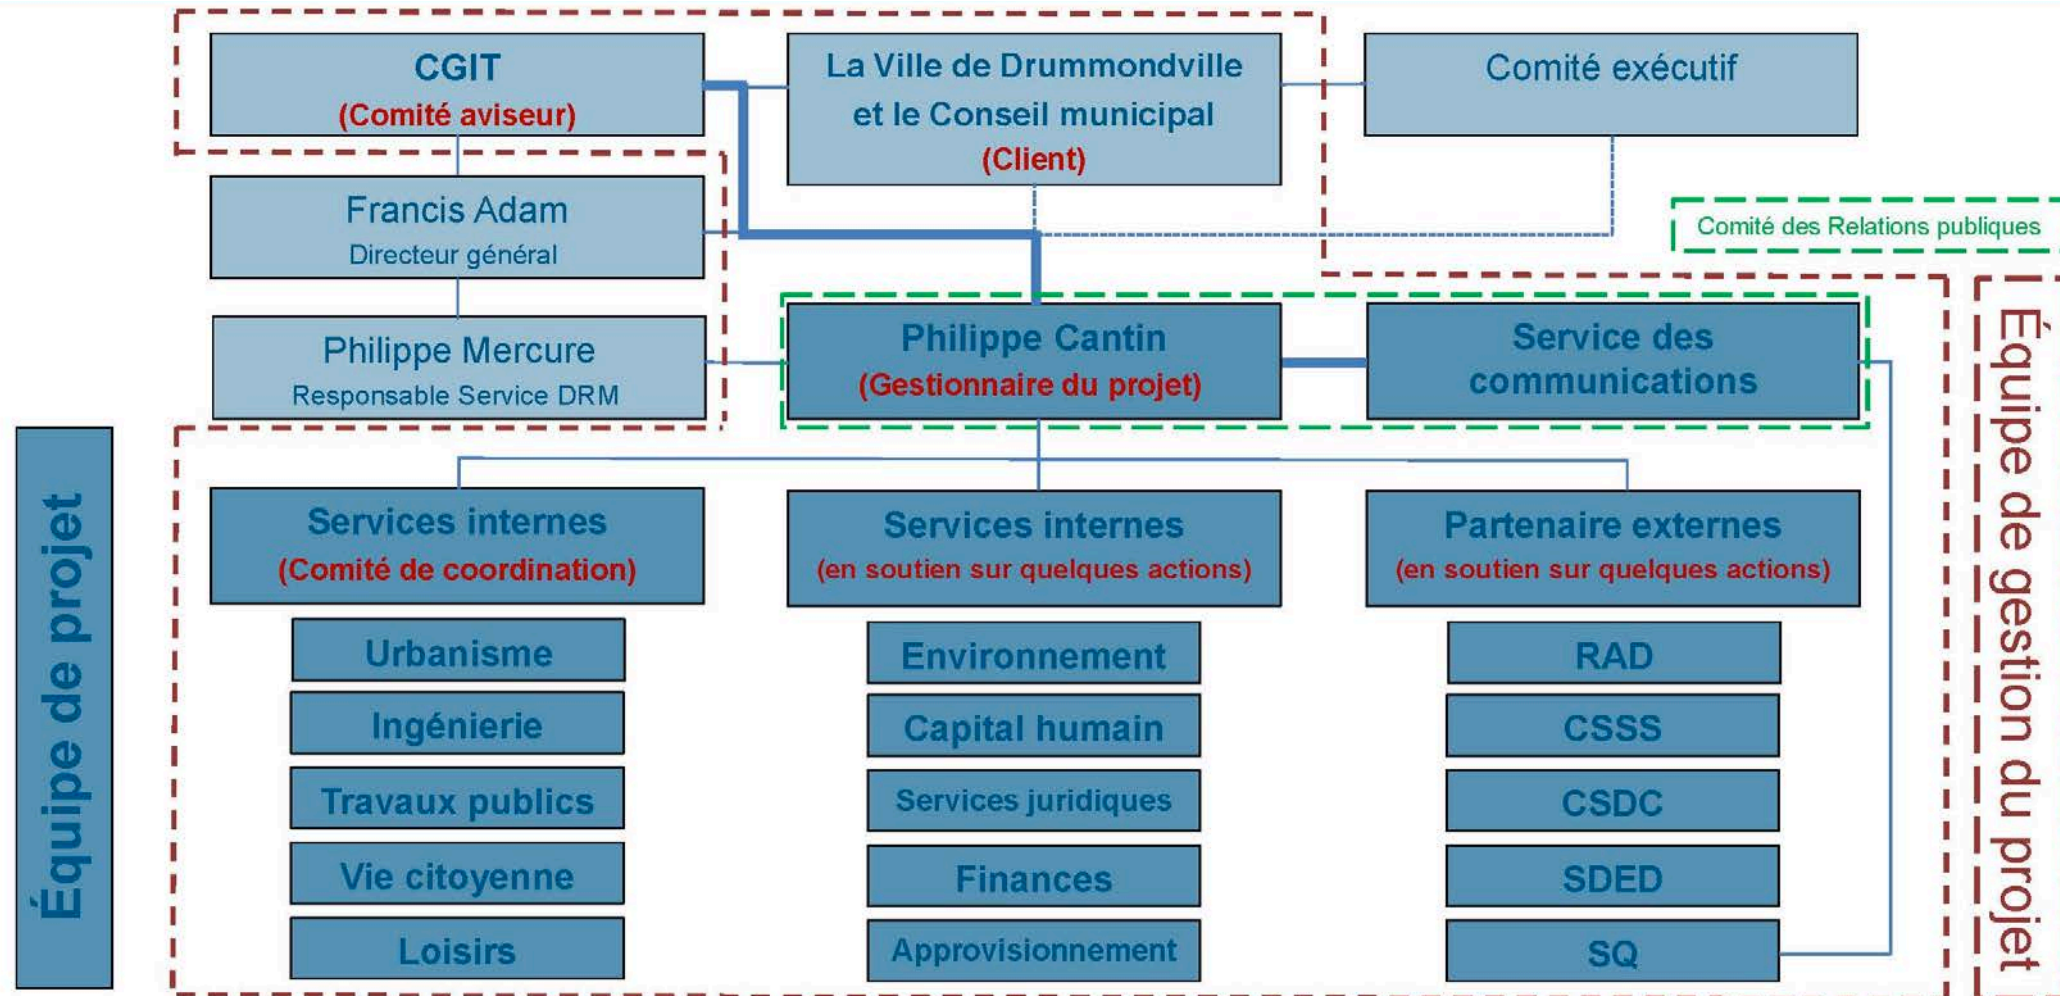 CGIT
(Comité aviseur)
La Ville de Drummondville
et le Conseil municipal
(Client)
Comité exécutif
Francis Adam
Directeur général
Comité des Relations publiques
Philippe Mercure
Responsable Service DRM
Philippe Cantin
(Gestionnaire du projet)
Service des
communications
Équipe de projet
Équipe de gestion du projet
Services internes
(Comité de coordination)
Urbanisme
Ingénierie
Travaux publics
Vie citoyenne
Loisirs
Services internes
(en soutien sur quelques actions)
Environnement
Capital humain
Services juridiques
Finances
Approvisionnement
Partenaire externes
(en soutien sur quelques actions)
RAD
CSSS
CSDC
SDED
SQ